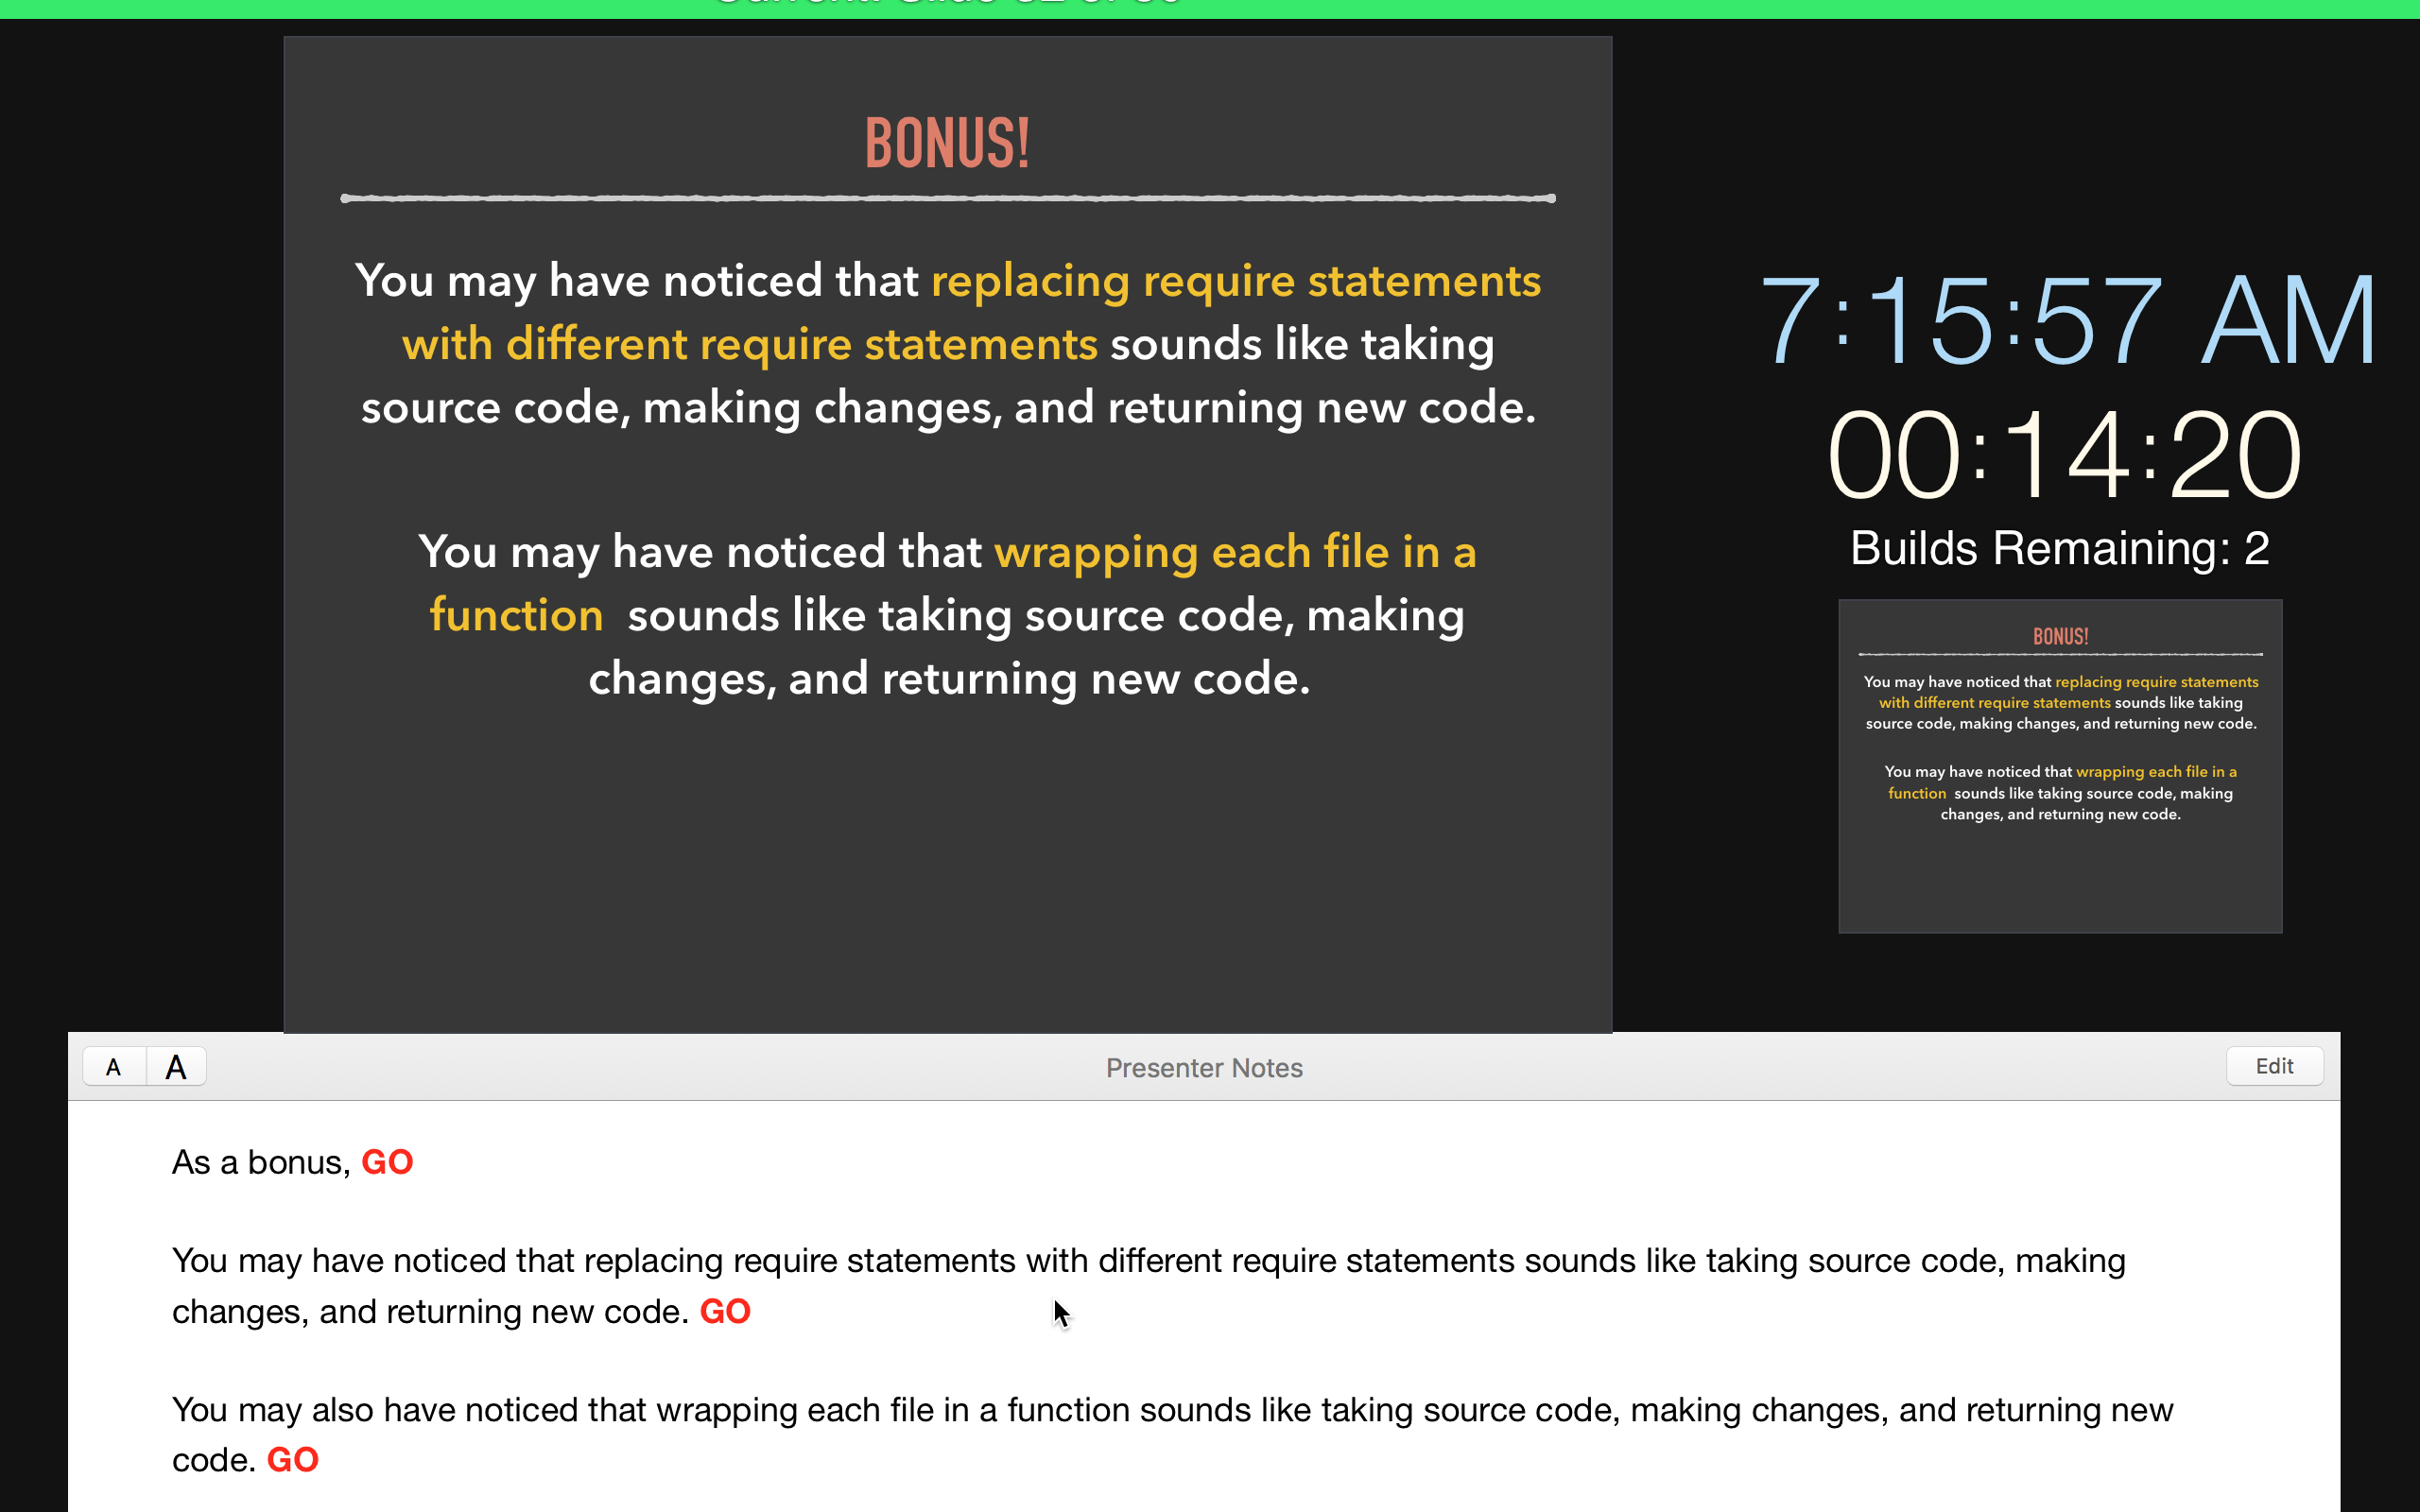 BONUS!
You may have noticed that replacing require statements
with different require statements sounds like taking
source code, making changes, and returning new code.
You may have noticed that wrapping each file in a
function  sounds like taking source code, making
changes, and returning new code.
7:15:57 AM
00:14:20
Builds Remaining: 2
BONUS!
You may have noticed that replacing require statements
with different require statements sounds like taking
source code, making changes, and returning new code.
You may have noticed that wrapping each file in a
function  sounds like taking source code, making
changes, and returning new code.
A A Presenter Notes Edit
As a bonus, GO
You may have noticed that replacing require statements with different require statements sounds like taking source code, making
changes, and returning new code. GO
You may also have noticed that wrapping each file in a function sounds like taking source code, making changes, and returning new
code. GO